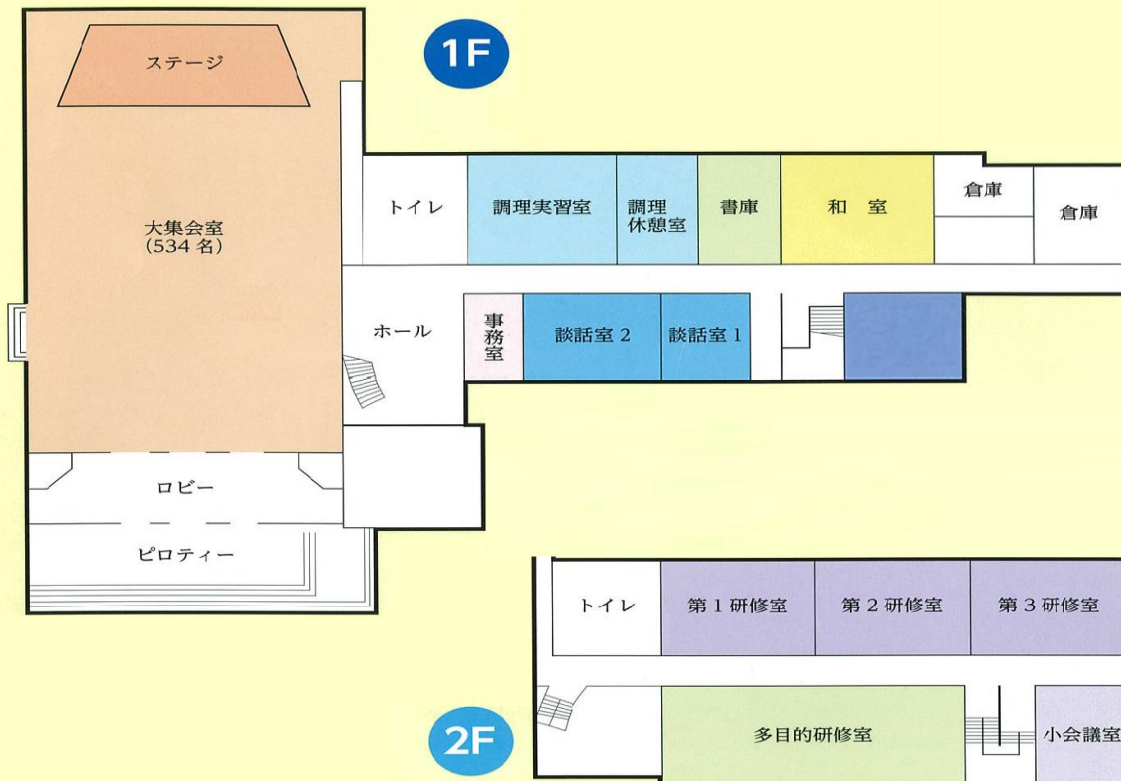 1F
ステージ
大集会室
(534 名)
トイレ
調理実習室
調理
休憩室
書庫
和 室
倉庫
倉庫
ホール
事務室
談話室 2
談話室 1
ロビー
ピロティー
2F
トイレ
第 1 研修室
第 2 研修室
第 3 研修室
多目的研修室
小会議室